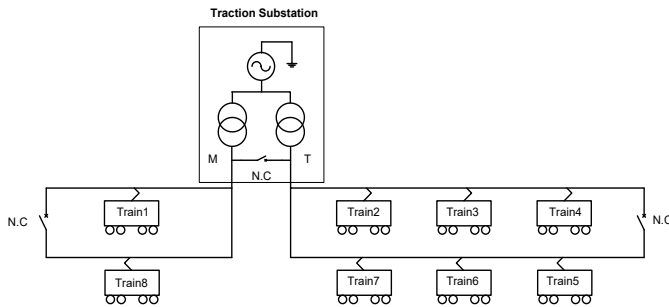 Traction Substation
M T
N.C
N.C Train1 Train2 Train3 Train4 N.C
Train8 Train7 Train6 Train5